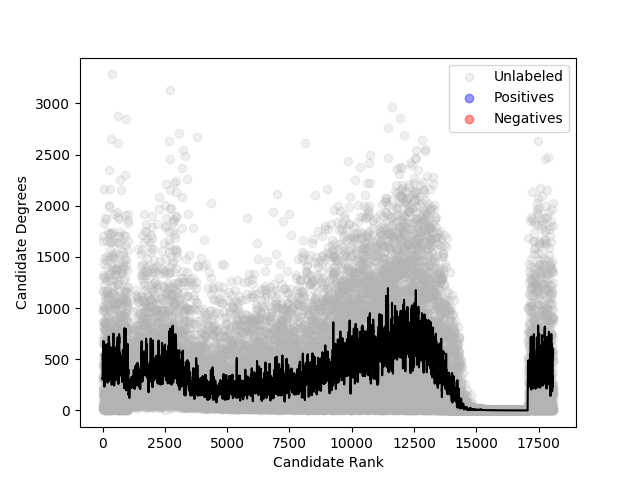 Unlabeled
Positives
Negatives
3000
2500
2000
1500
1000
500
0
Candidate Degrees
0 2500 5000 7500 10000 12500 15000 17500
Candidate Rank